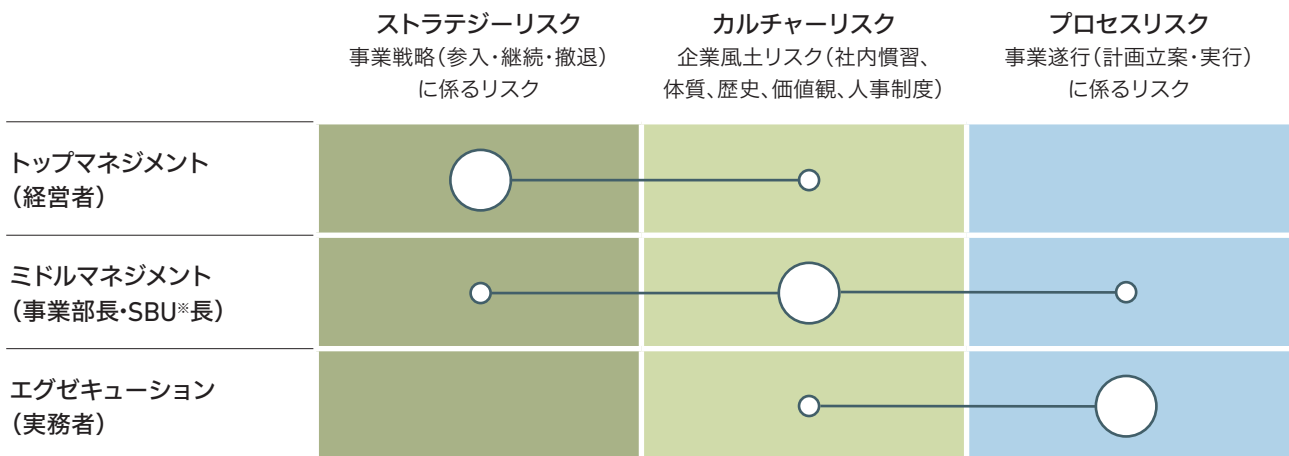 ストラテジーリスク
事業戦略（参入・継続・撤退）
に係るリスク
カルチャーリスク
企業風土リスク（社内慣習、
体質、歴史、価値観、人事制度）
プロセスリスク
事業遂行（計画立案・実行）
に係るリスク
トップマネジメント
（経営者）
ミドルマネジメント
（事業部長・SBU※長）
エグゼキューション
（実務者）